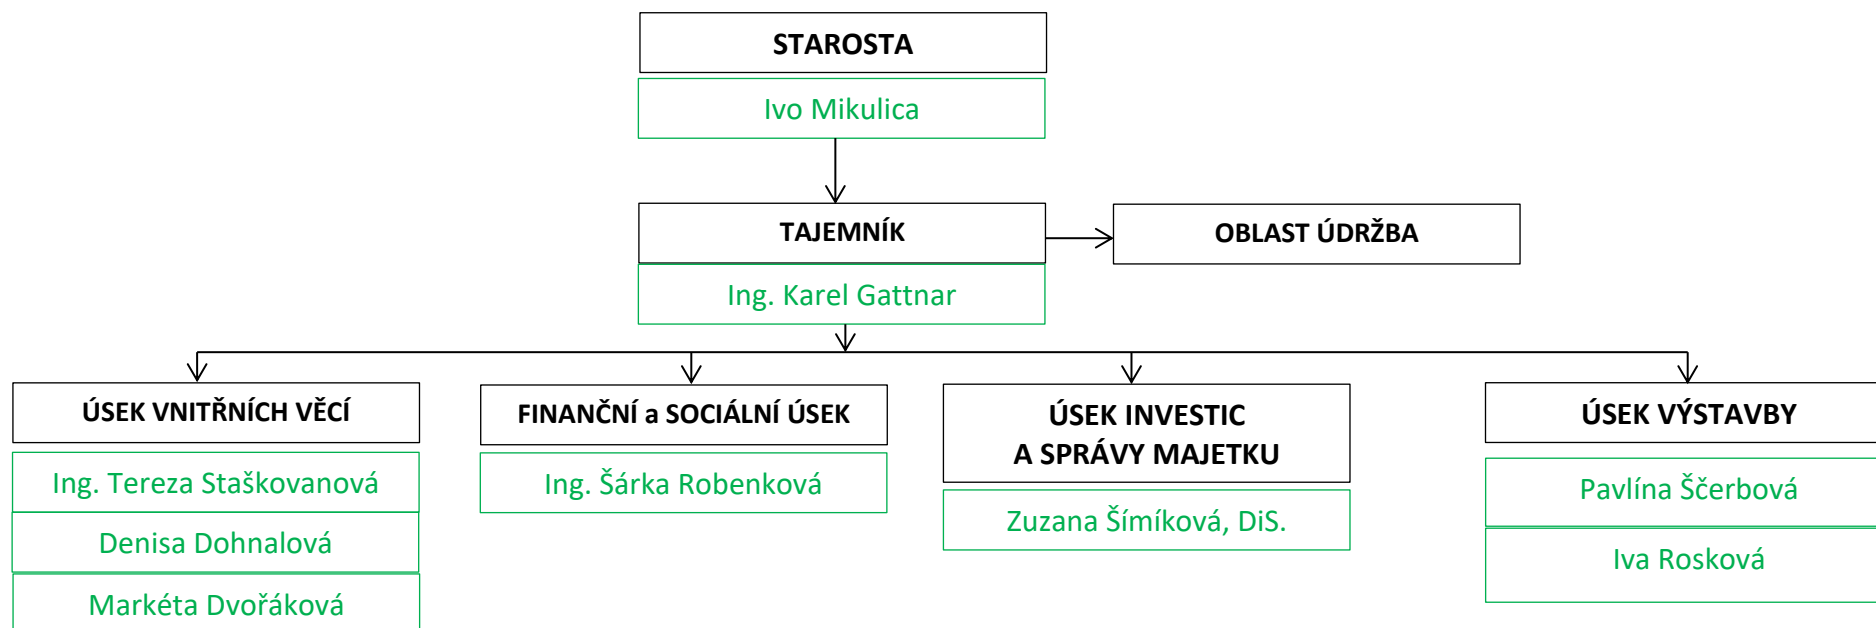 STAROSTA
Ivo Mikulica
TAJEMNÍK
OBLAST ÚDRŽBA
Ing. Karel Gattnar
ÚSEK VNITŘNÍCH VĚCÍ
Ing. Tereza Staškovanová
Denisa Dohnalová
Markéta Dvořáková
FINANČNÍ a SOCIÁLNÍ ÚSEK
Ing. Šárka Robenková
ÚSEK INVESTIC
A SPRÁVY MAJETKU
Zuzana Šímíková, DiS.
ÚSEK VÝSTAVBY
Pavlína Ščerbová
Iva Rosková